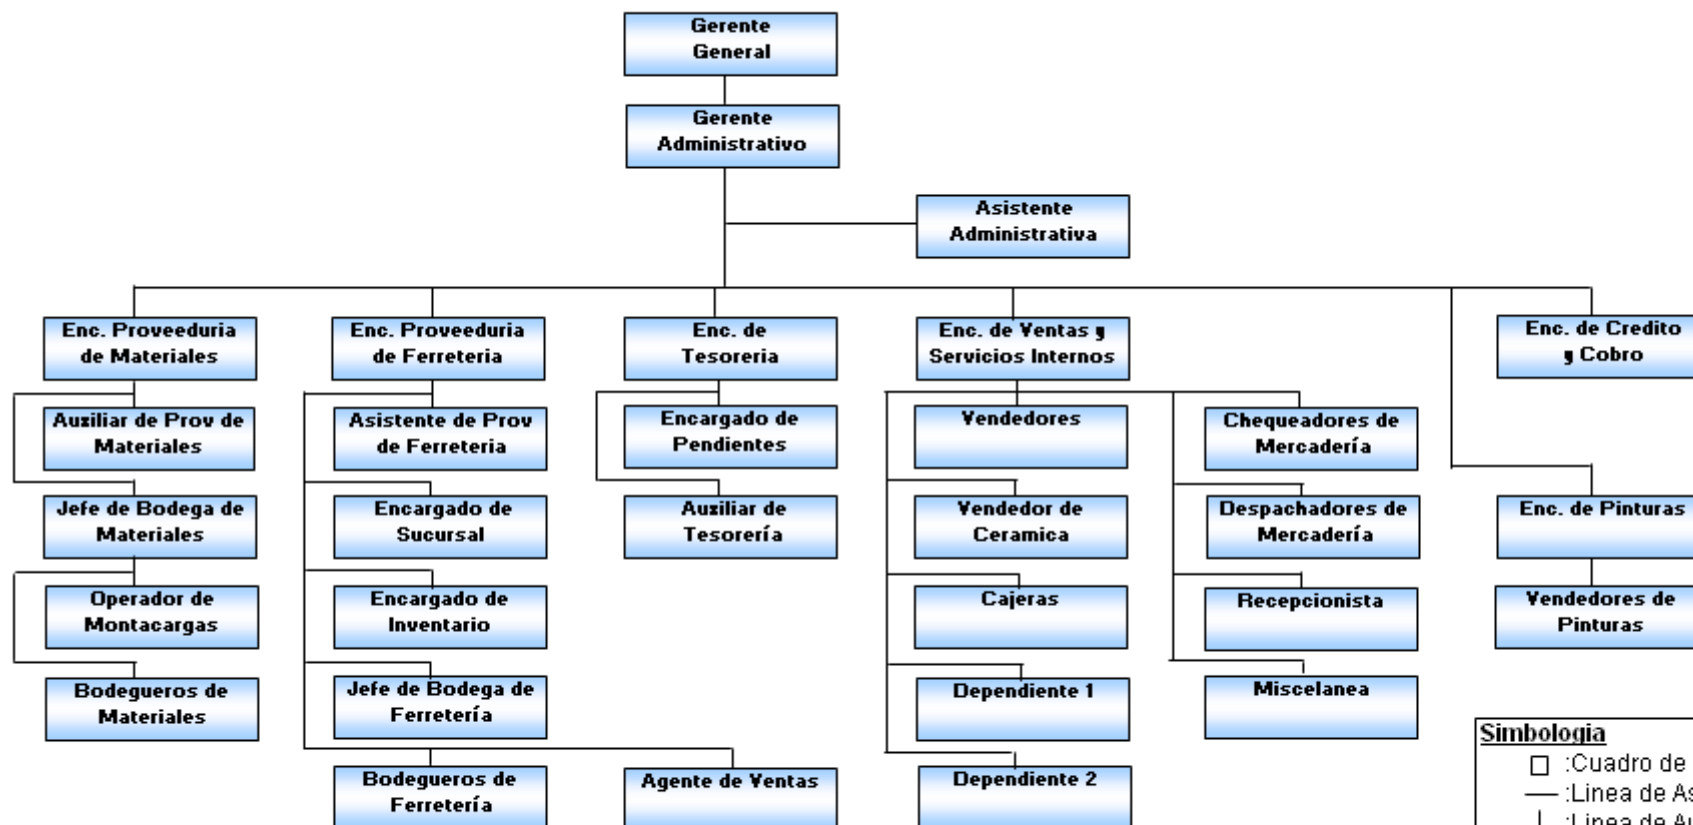 Gerente
General
Gerente
Administrativo
Asistente
Administrativa
Enc. Proveeduria
de Materiales
Enc. Proveeduria
de Ferreteria
Enc. de
Tesoreria
Enc. de Ventas y
Servicios Internos
Enc. de Credito
y Cobro
Auxiliar de Prov de
Materiales
Asistente de Prov
de Ferreteria
Encargado de
Pendientes
Vendedores
Chequeadores de
Mercadería
Jefe de Bodega de
Materiales
Encargado de
Sucursal
Auxiliar de
Tesorería
Vendedor de
Ceramica
Despachadores de
Mercadería
Enc. de Pinturas
Operador de
Montacargas
Encargado de
Inventario
Cajeras
Recepcionista
Vendedores de
Pinturas
Bodegueros de
Materiales
Jefe de Bodega de
Ferretería
Dependiente 1
Miscelanea
Bodegueros de
Ferretería
Agente de Ventas
Dependiente 2
Simbologia
:Cuadro de
:Linea de
:Linea de